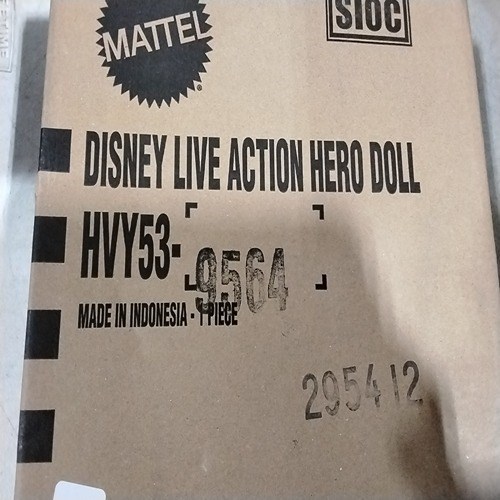 MATTEL
SIOC
DISNEY LIVE ACTION HERO DOLL
HVY53-
9564
MADE IN INDONESIA - 1 PIECE
295412